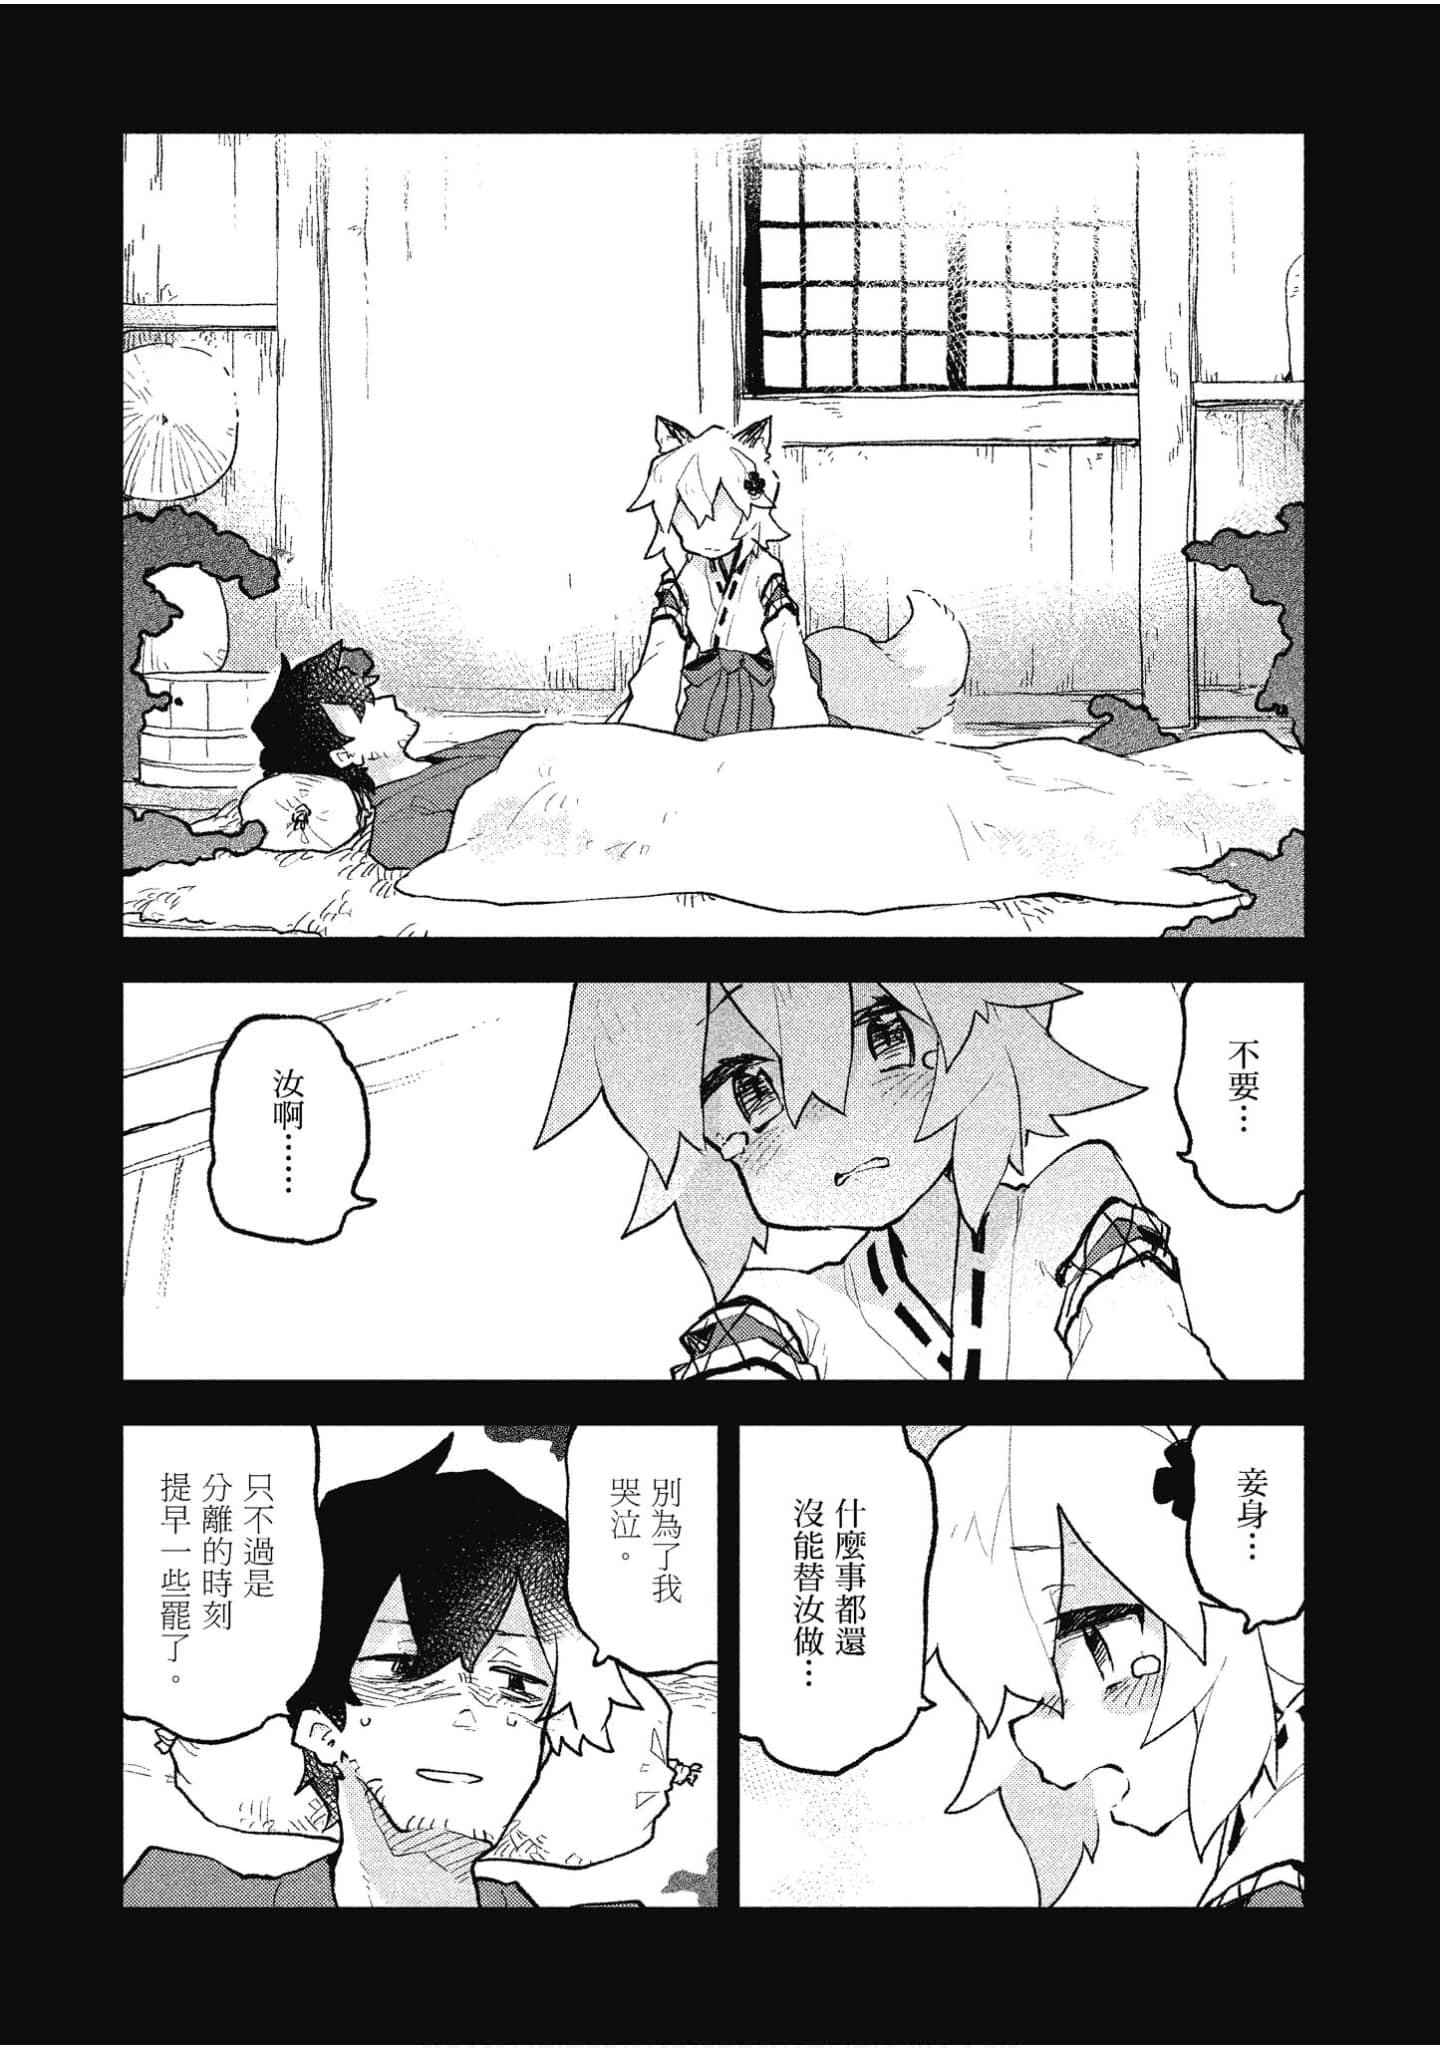 不要…
汝啊……
妾身…
什麼事都還
沒能替汝做…
別為了我
哭泣。
只不過是
分離的時刻
提早一些罷了。